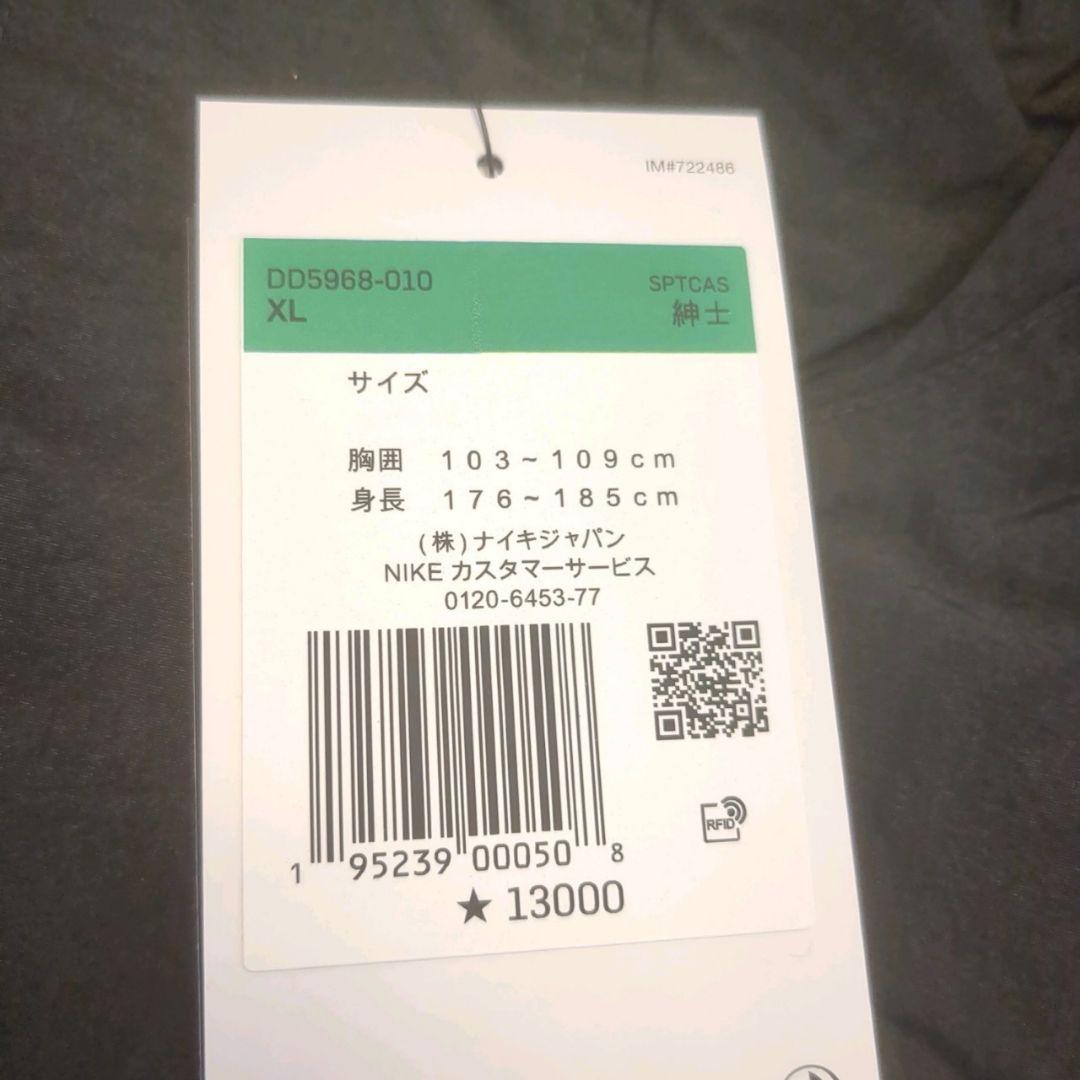 IM#722486
DD5968-010
XL
SPTCAS
紳士
サイズ
胸囲 103~109cm
身長 176~185cm
(株)ナイキジャパン
NIKE カスタマーサービス
0120-6453-77
RFID
1 95239 00050 8
★ 13000